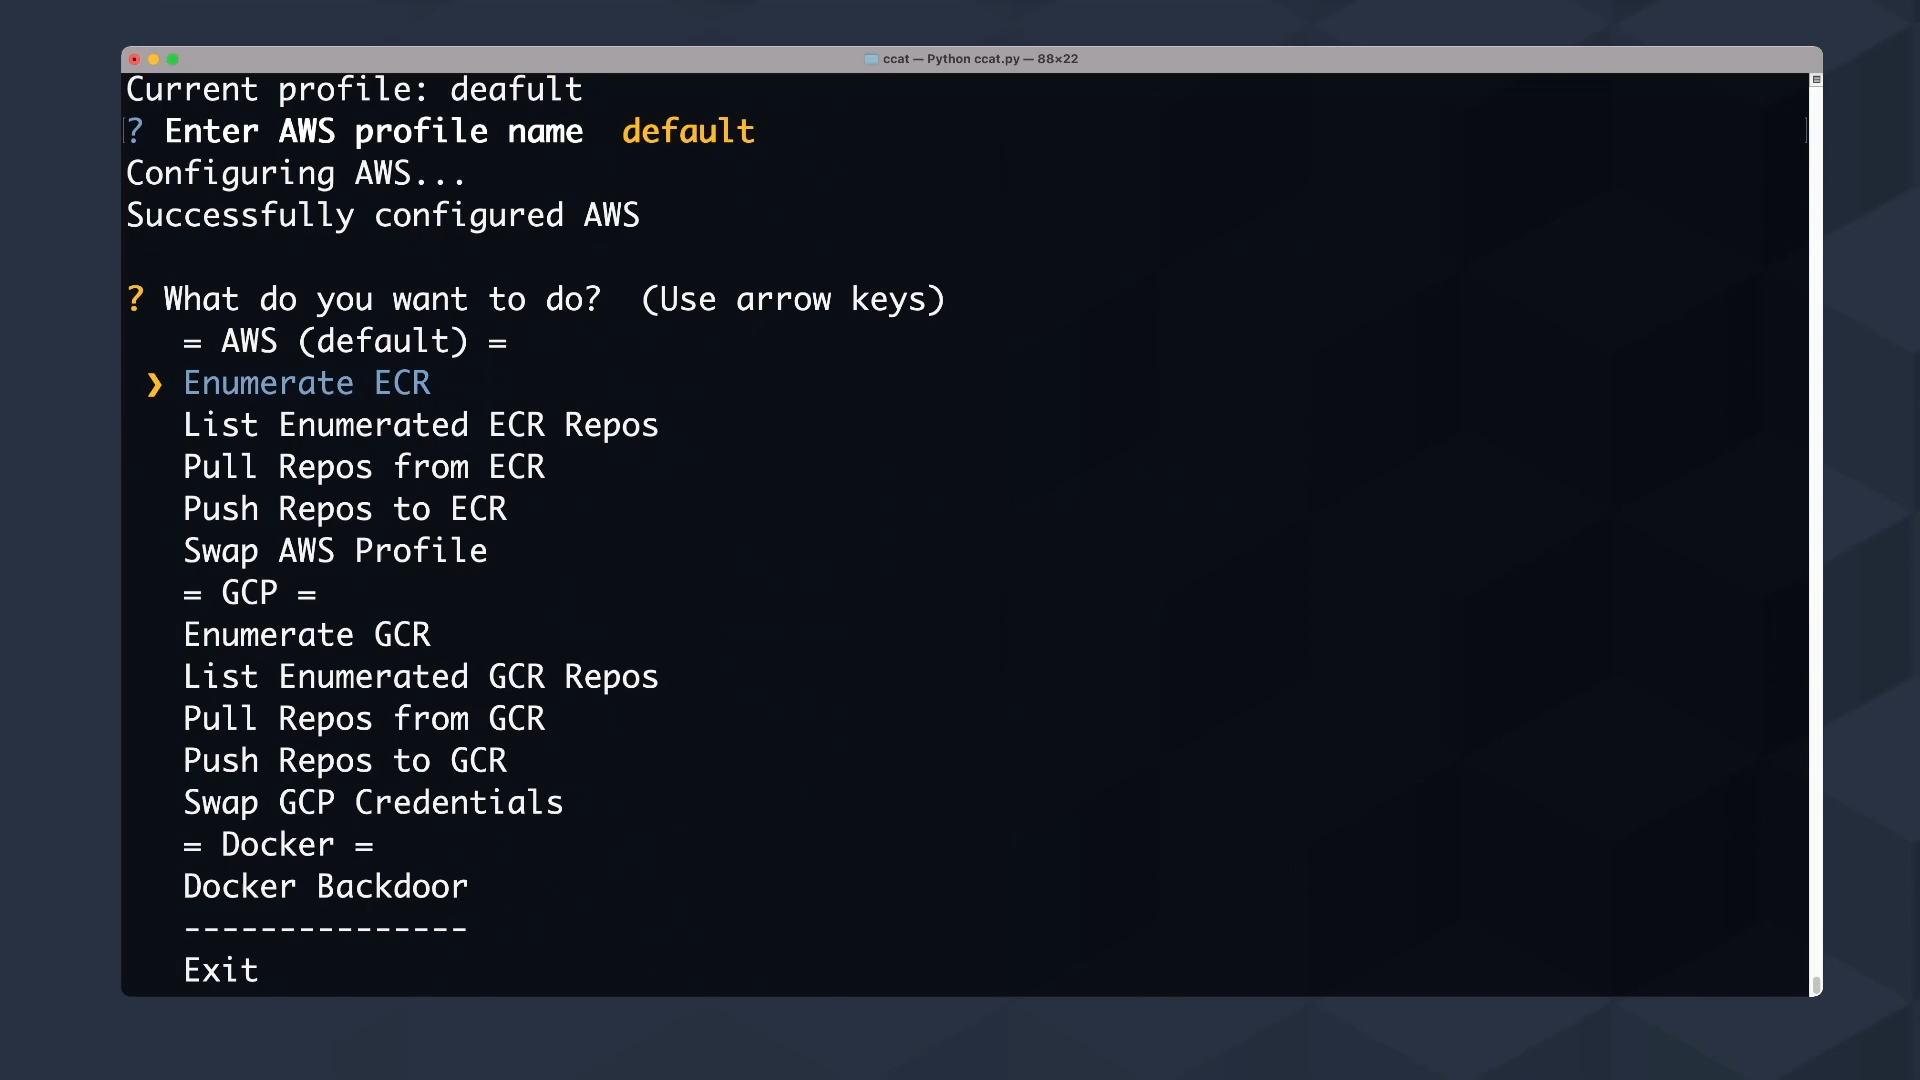 ccat — Python ccat.py — 88×22
Current profile: deafult
? Enter AWS profile name  default
Configuring AWS...
Successfully configured AWS
? What do you want to do?  (Use arrow keys)
= AWS (default) =
❯ Enumerate ECR
List Enumerated ECR Repos
Pull Repos from ECR
Push Repos to ECR
Swap AWS Profile
= GCP =
Enumerate GCR
List Enumerated GCR Repos
Pull Repos from GCR
Push Repos to GCR
Swap GCP Credentials
= Docker =
Docker Backdoor
---------------
Exit